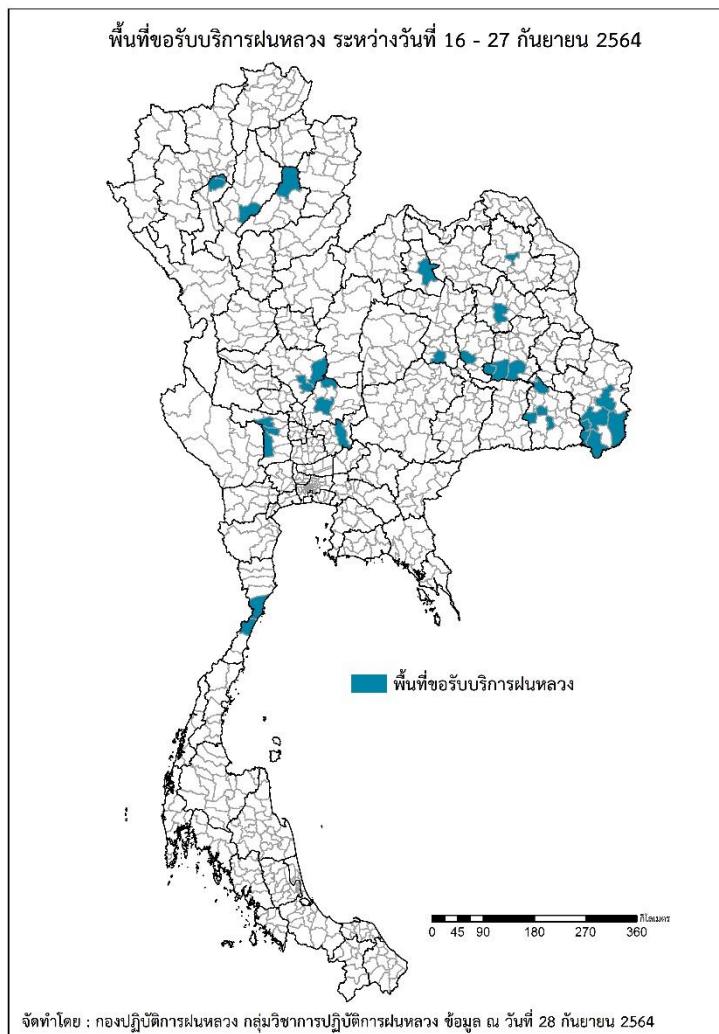 พื้นที่ขอรับบริการฝนหลวง ระหว่างวันที่ 16 - 27 กันยายน 2564
พื้นที่ขอรับบริการฝนหลวง
กิโลเมตร
0 45 90 180 270 360
จัดทำโดย : กองปฏิบัติการฝนหลวง กลุ่มวิชาการปฏิบัติการฝนหลวง ข้อมูล ณ วันที่ 28 กันยายน 2564